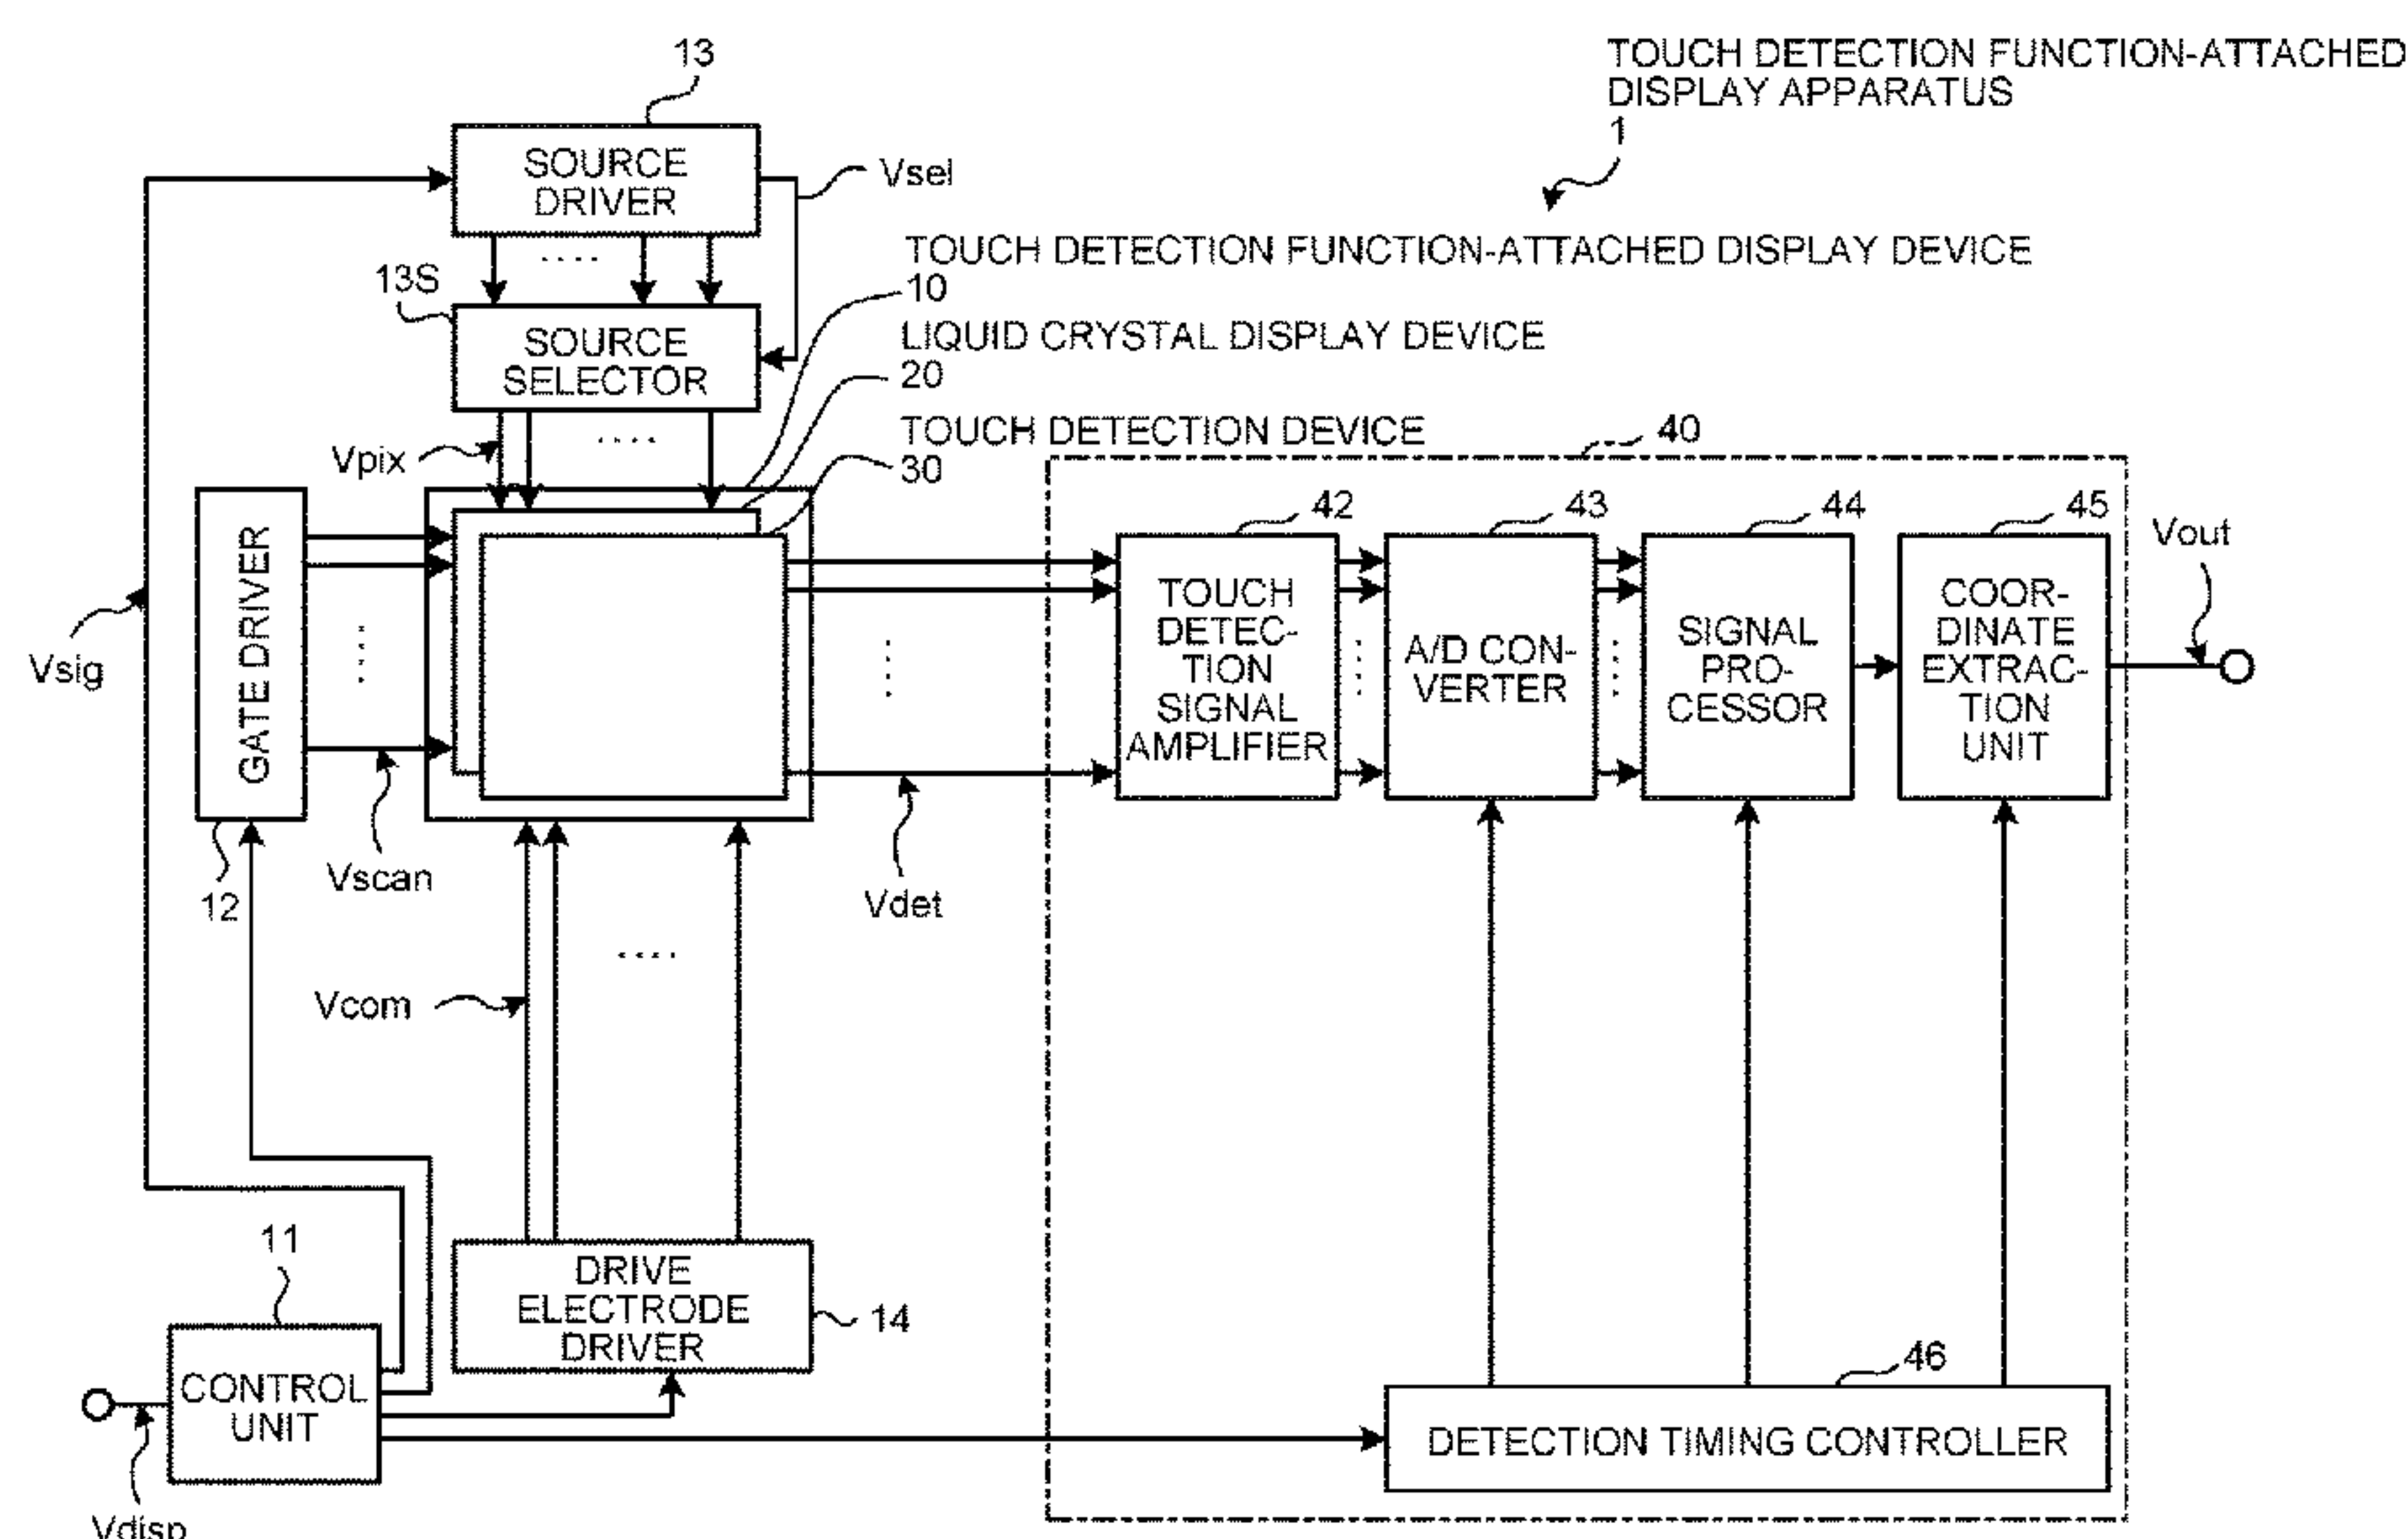 TOUCH DETECTION FUNCTION-ATTACHED
DISPLAY APPARATUS
1
13
SOURCE
DRIVER
Vsel
TOUCH DETECTION FUNCTION-ATTACHED DISPLAY DEVICE
10
13S
SOURCE
SELECTOR
LIQUID CRYSTAL DISPLAY DEVICE
20
TOUCH DETECTION DEVICE
30
Vpix
40
42
43
44
45
Vout
GATE DRIVER
Vsig
TOUCH
DETEC-
TION
SIGNAL
AMPLIFIER
A/D CON-
VERTER
SIGNAL
PRO-
CESSOR
COOR-
DINATE
EXTRAC-
TION
UNIT
12
Vscan
Vdet
Vcom
11
DRIVE
ELECTRODE
DRIVER
14
CONTROL
UNIT
46
DETECTION TIMING CONTROLLER
Vdisp